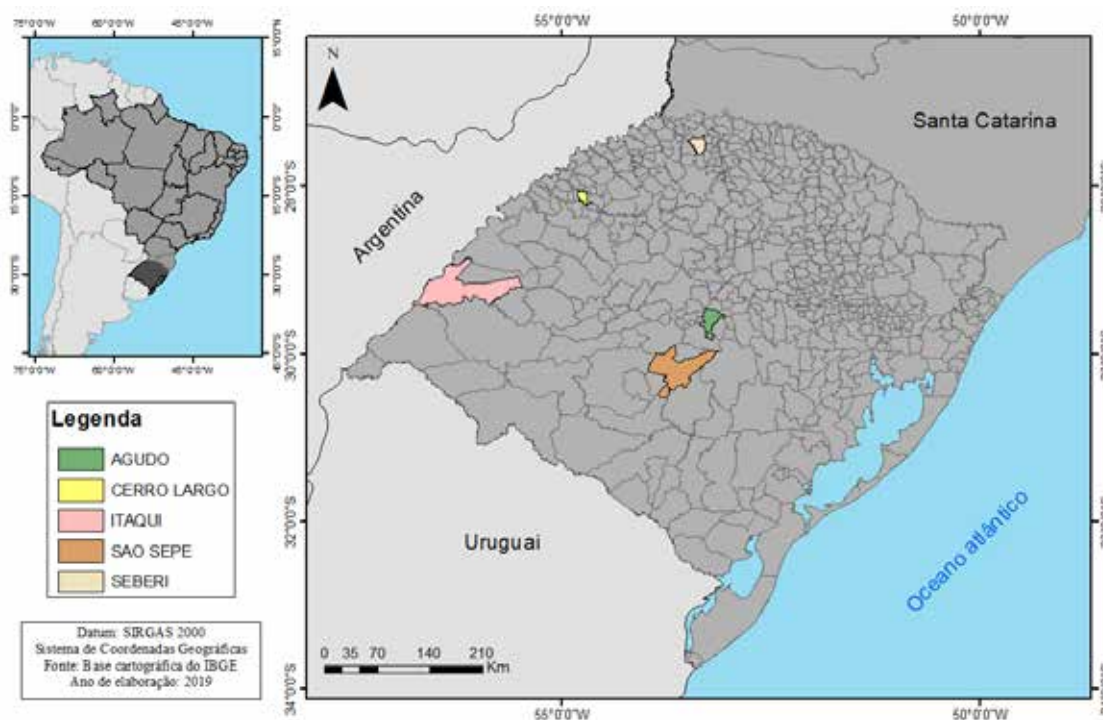 75°0'0"W 60°0'0"W 45°0'0"W
15°0'0"N
0°0'0"
15°0'0"S
30°0'0"S
45°0'0"S
75°0'0"W 60°0'0"W 45°0'0"W
55°0'0"W 50°0'0"W
N
Santa Catarina
Argentina
Uruguai
Oceano atlântico
28°0'0"S
30°0'0"S
32°0'0"S
34°0'0"S
0 35 70 140 210
Km
55°0'0"W 50°0'0"W
Legenda
AGUDO
CERRO LARGO
ITAQUI
SAO SEPE
SEBERI
Datum: SIRGAS 2000
Sistema de Coordenadas Geográficas
Fonte: Base cartográfica do IBGE
Ano de elaboração: 2019